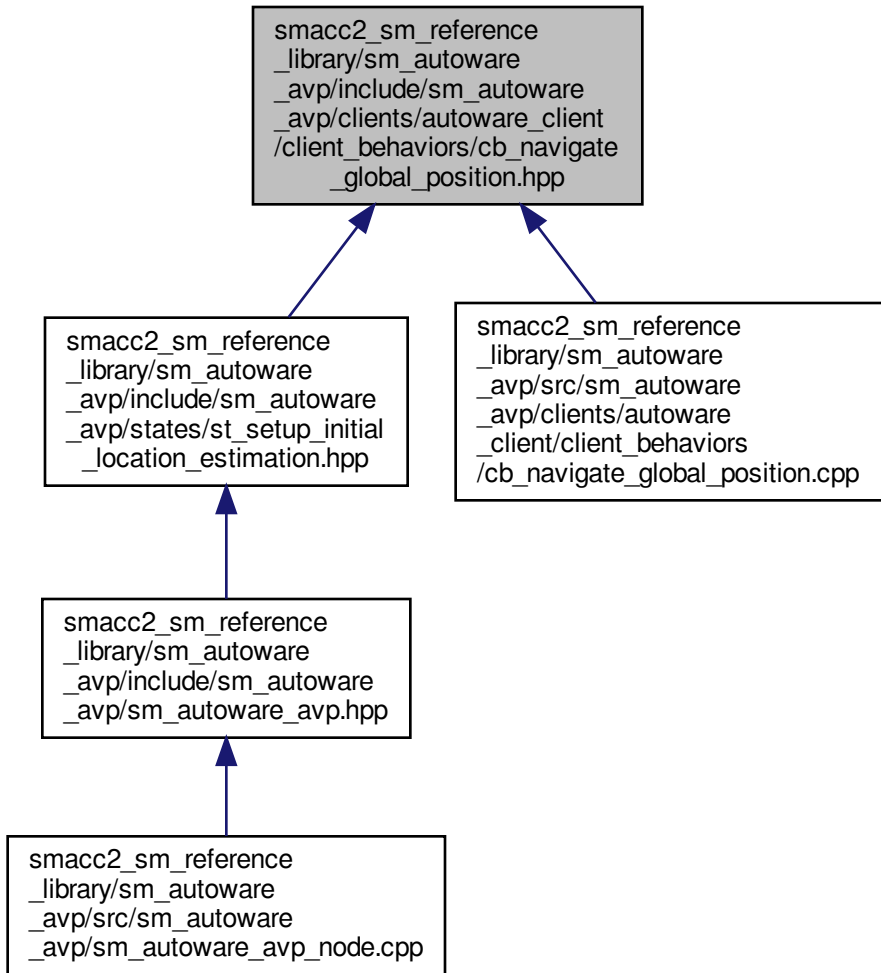 smacc2_sm_reference
_library/sm_autoware
_avp/include/sm_autoware
_avp/clients/autoware_client
/client_behaviors/cb_navigate
_global_position.hpp
smacc2_sm_reference
_library/sm_autoware
_avp/include/sm_autoware
_avp/states/st_setup_initial
_location_estimation.hpp
smacc2_sm_reference
_library/sm_autoware
_avp/src/sm_autoware
_avp/clients/autoware
_client/client_behaviors
/cb_navigate_global_position.cpp
smacc2_sm_reference
_library/sm_autoware
_avp/include/sm_autoware
_avp/sm_autoware_avp.hpp
smacc2_sm_reference
_library/sm_autoware
_avp/src/sm_autoware
_avp/sm_autoware_avp_node.cpp